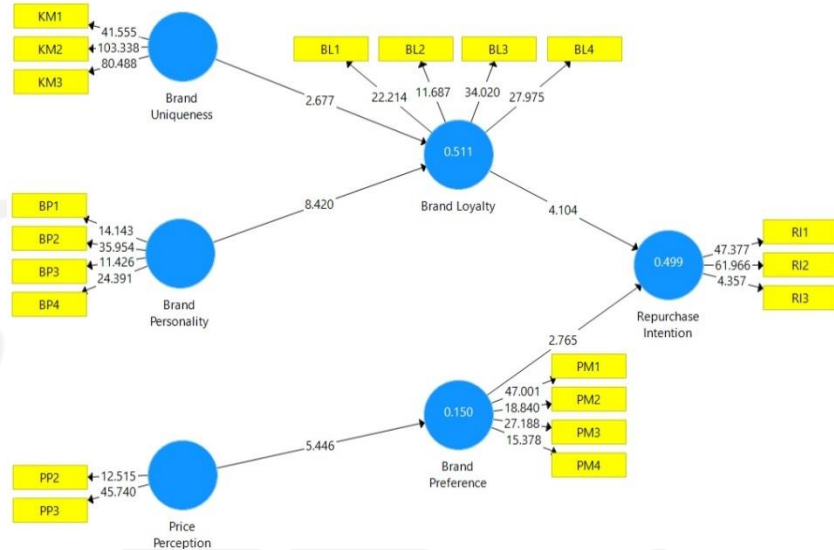 KM1
KM2
KM3
41.555
103.338
80.488
Brand
Uniqueness
2.677
BL1
BL2
BL3
BL4
22.214
11.687
34.020
27.975
0.511
Brand Loyalty
4.104
BP1
BP2
BP3
BP4
14.143
35.954
11.426
24.391
Brand
Personality
8.420
0.499
Repurchase
Intention
47.377
61.966
4.357
RI1
RI2
RI3
2.765
PM1
PM2
PM3
PM4
47.001
18.840
27.188
15.378
0.150
Brand
Preference
5.446
PP2
PP3
12.515
45.740
Price
Perception